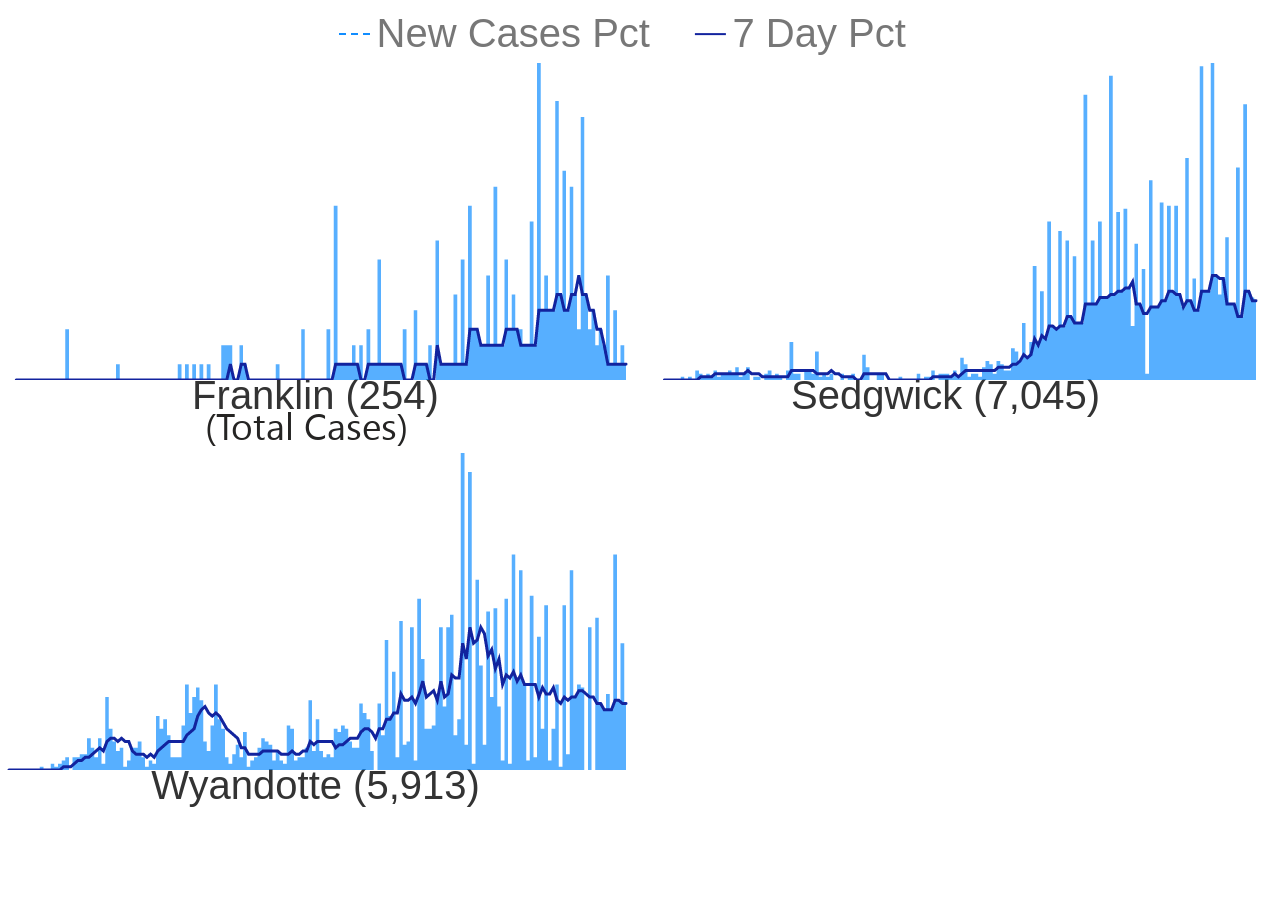 New Cases Pct 7 Day Pct
Franklin (254)
(Total Cases)
Sedgwick (7,045)
Wyandotte (5,913)